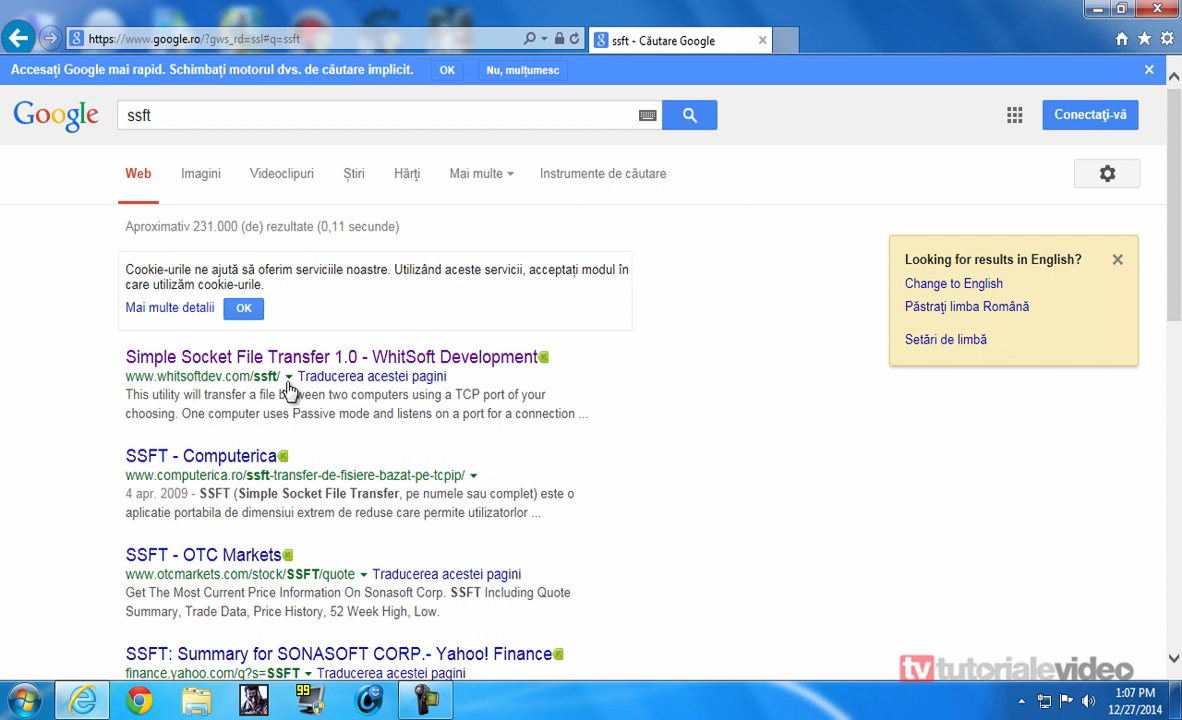 https://www.google.ro/?gws_rd=ssl#q=ssft
ssft - Căutare Google
Accesați Google mai rapid. Schimbați motorul dvs. de căutare implicit.
OK
Nu, mulțumesc
Google
ssft
Conectaţi-vă
Web
Imagini
Videoclipuri
Știri
Hărţi
Mai multe
Instrumente de căutare
Aproximativ 231.000 (de) rezultate (0,11 secunde)
Cookie-urile ne ajută să oferim serviciile noastre. Utilizând aceste servicii, acceptați modul în
care utilizăm cookie-urile.
Mai multe detalii
OK
Looking for results in English?
Change to English
Păstraţi limba Română
Setări de limbă
Simple Socket File Transfer 1.0 - WhitSoft Development
www.whitsoftdev.com/ssft/ Traducerea acestei pagini
This utility will transfer a file between two computers using a TCP port of your
choosing. One computer uses Passive mode and listens on a port for a connection ...
SSFT - Computerica
www.computerica.ro/ssft-transfer-de-fisiere-bazat-pe-tcpip/
4 apr. 2009 - SSFT (Simple Socket File Transfer, pe numele sau complet) este o
aplicatie portabila de dimensiuni extrem de reduse care permite utilizatorilor ...
SSFT - OTC Markets
www.otcmarkets.com/stock/SSFT/quote Traducerea acestei pagini
Get The Most Current Price Information On Sonasoft Corp. SSFT Including Quote
Summary, Trade Data, Price History, 52 Week High, Low.
SSFT: Summary for SONASOFT CORP.- Yahoo! Finance
finance.yahoo.com/q?s=SSFT Traducerea acestei pagini
tv tutorialevideo
99
1:07 PM
12/27/2014